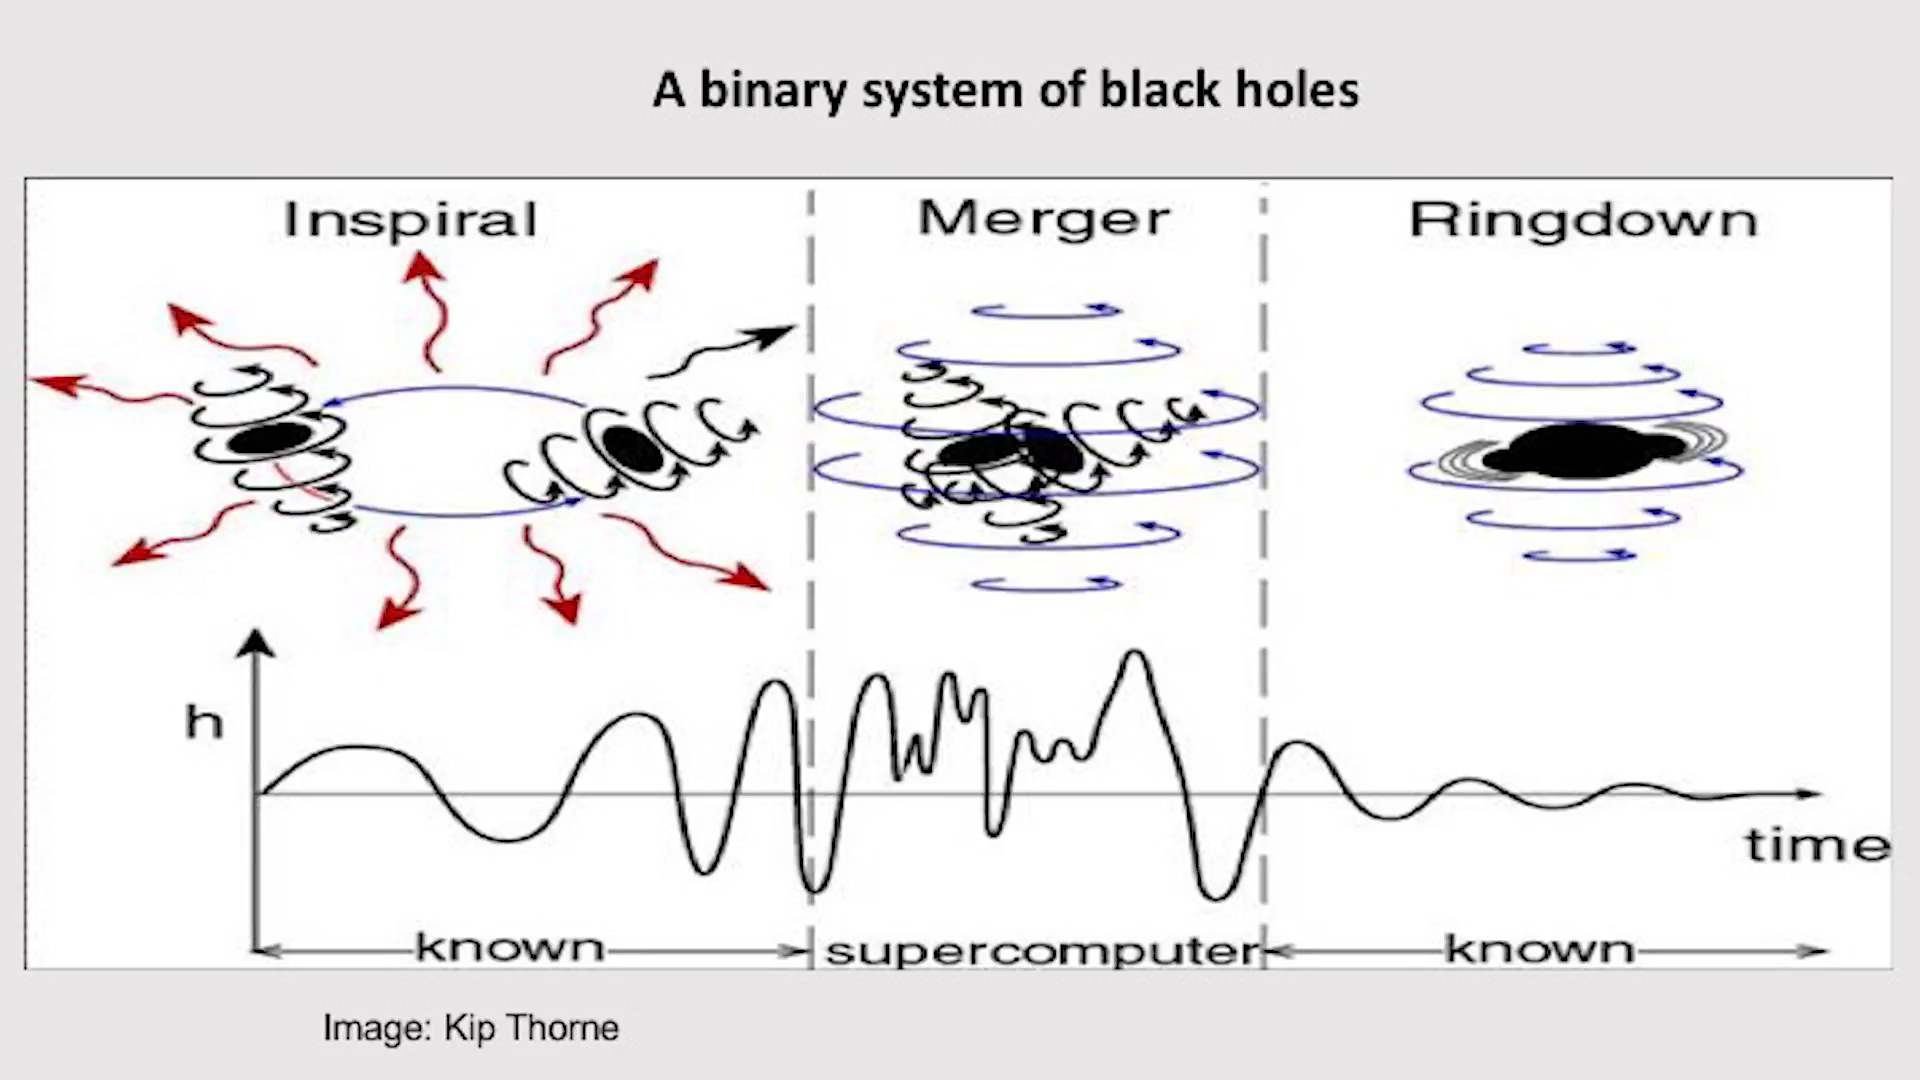 A binary system of black holes
Inspiral
Merger
Ringdown
h
time
known
supercomputer
known
Image: Kip Thorne